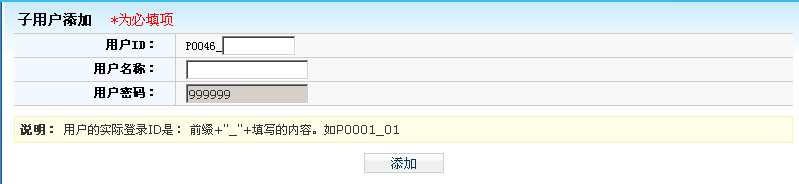 子用户添加 *为必填项
用户ID：P0046_
用户名称：
用户密码：999999
说明： 用户的实际登录ID是： 前缀+"_"+填写的内容。如P0001_01
添加